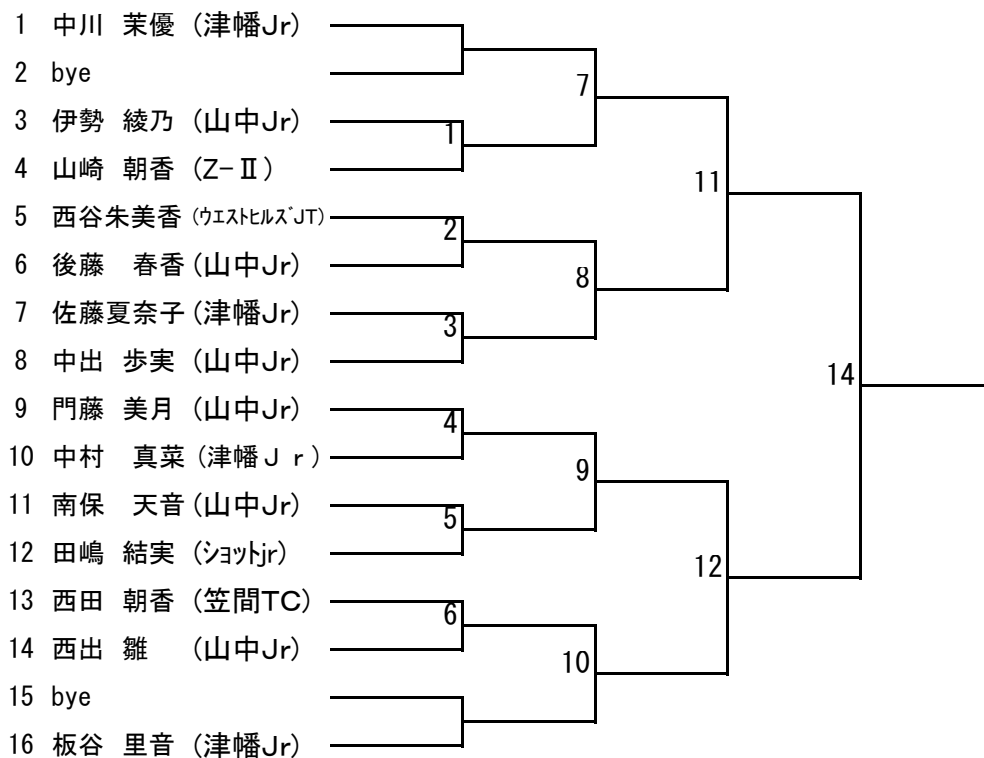 1 中川 茉優 (津幡Jr)
2 bye
7
3 伊勢 綾乃 (山中Jr)
1
4 山崎 朝香 (Z-Ⅱ)
11
5 西谷朱美香 (ウエストヒルズJT)
2
6 後藤 春香 (山中Jr)
8
7 佐藤夏奈子 (津幡Jr)
3
8 中出 歩実 (山中Jr)
14
9 門藤 美月 (山中Jr)
4
10 中村 真菜 (津幡Jr)
9
11 南保 天音 (山中Jr)
5
12 田嶋 結実 (ショットjr)
12
13 西田 朝香 (笠間TC)
6
14 西出 雛 (山中Jr)
10
15 bye
16 板谷 里音 (津幡Jr)